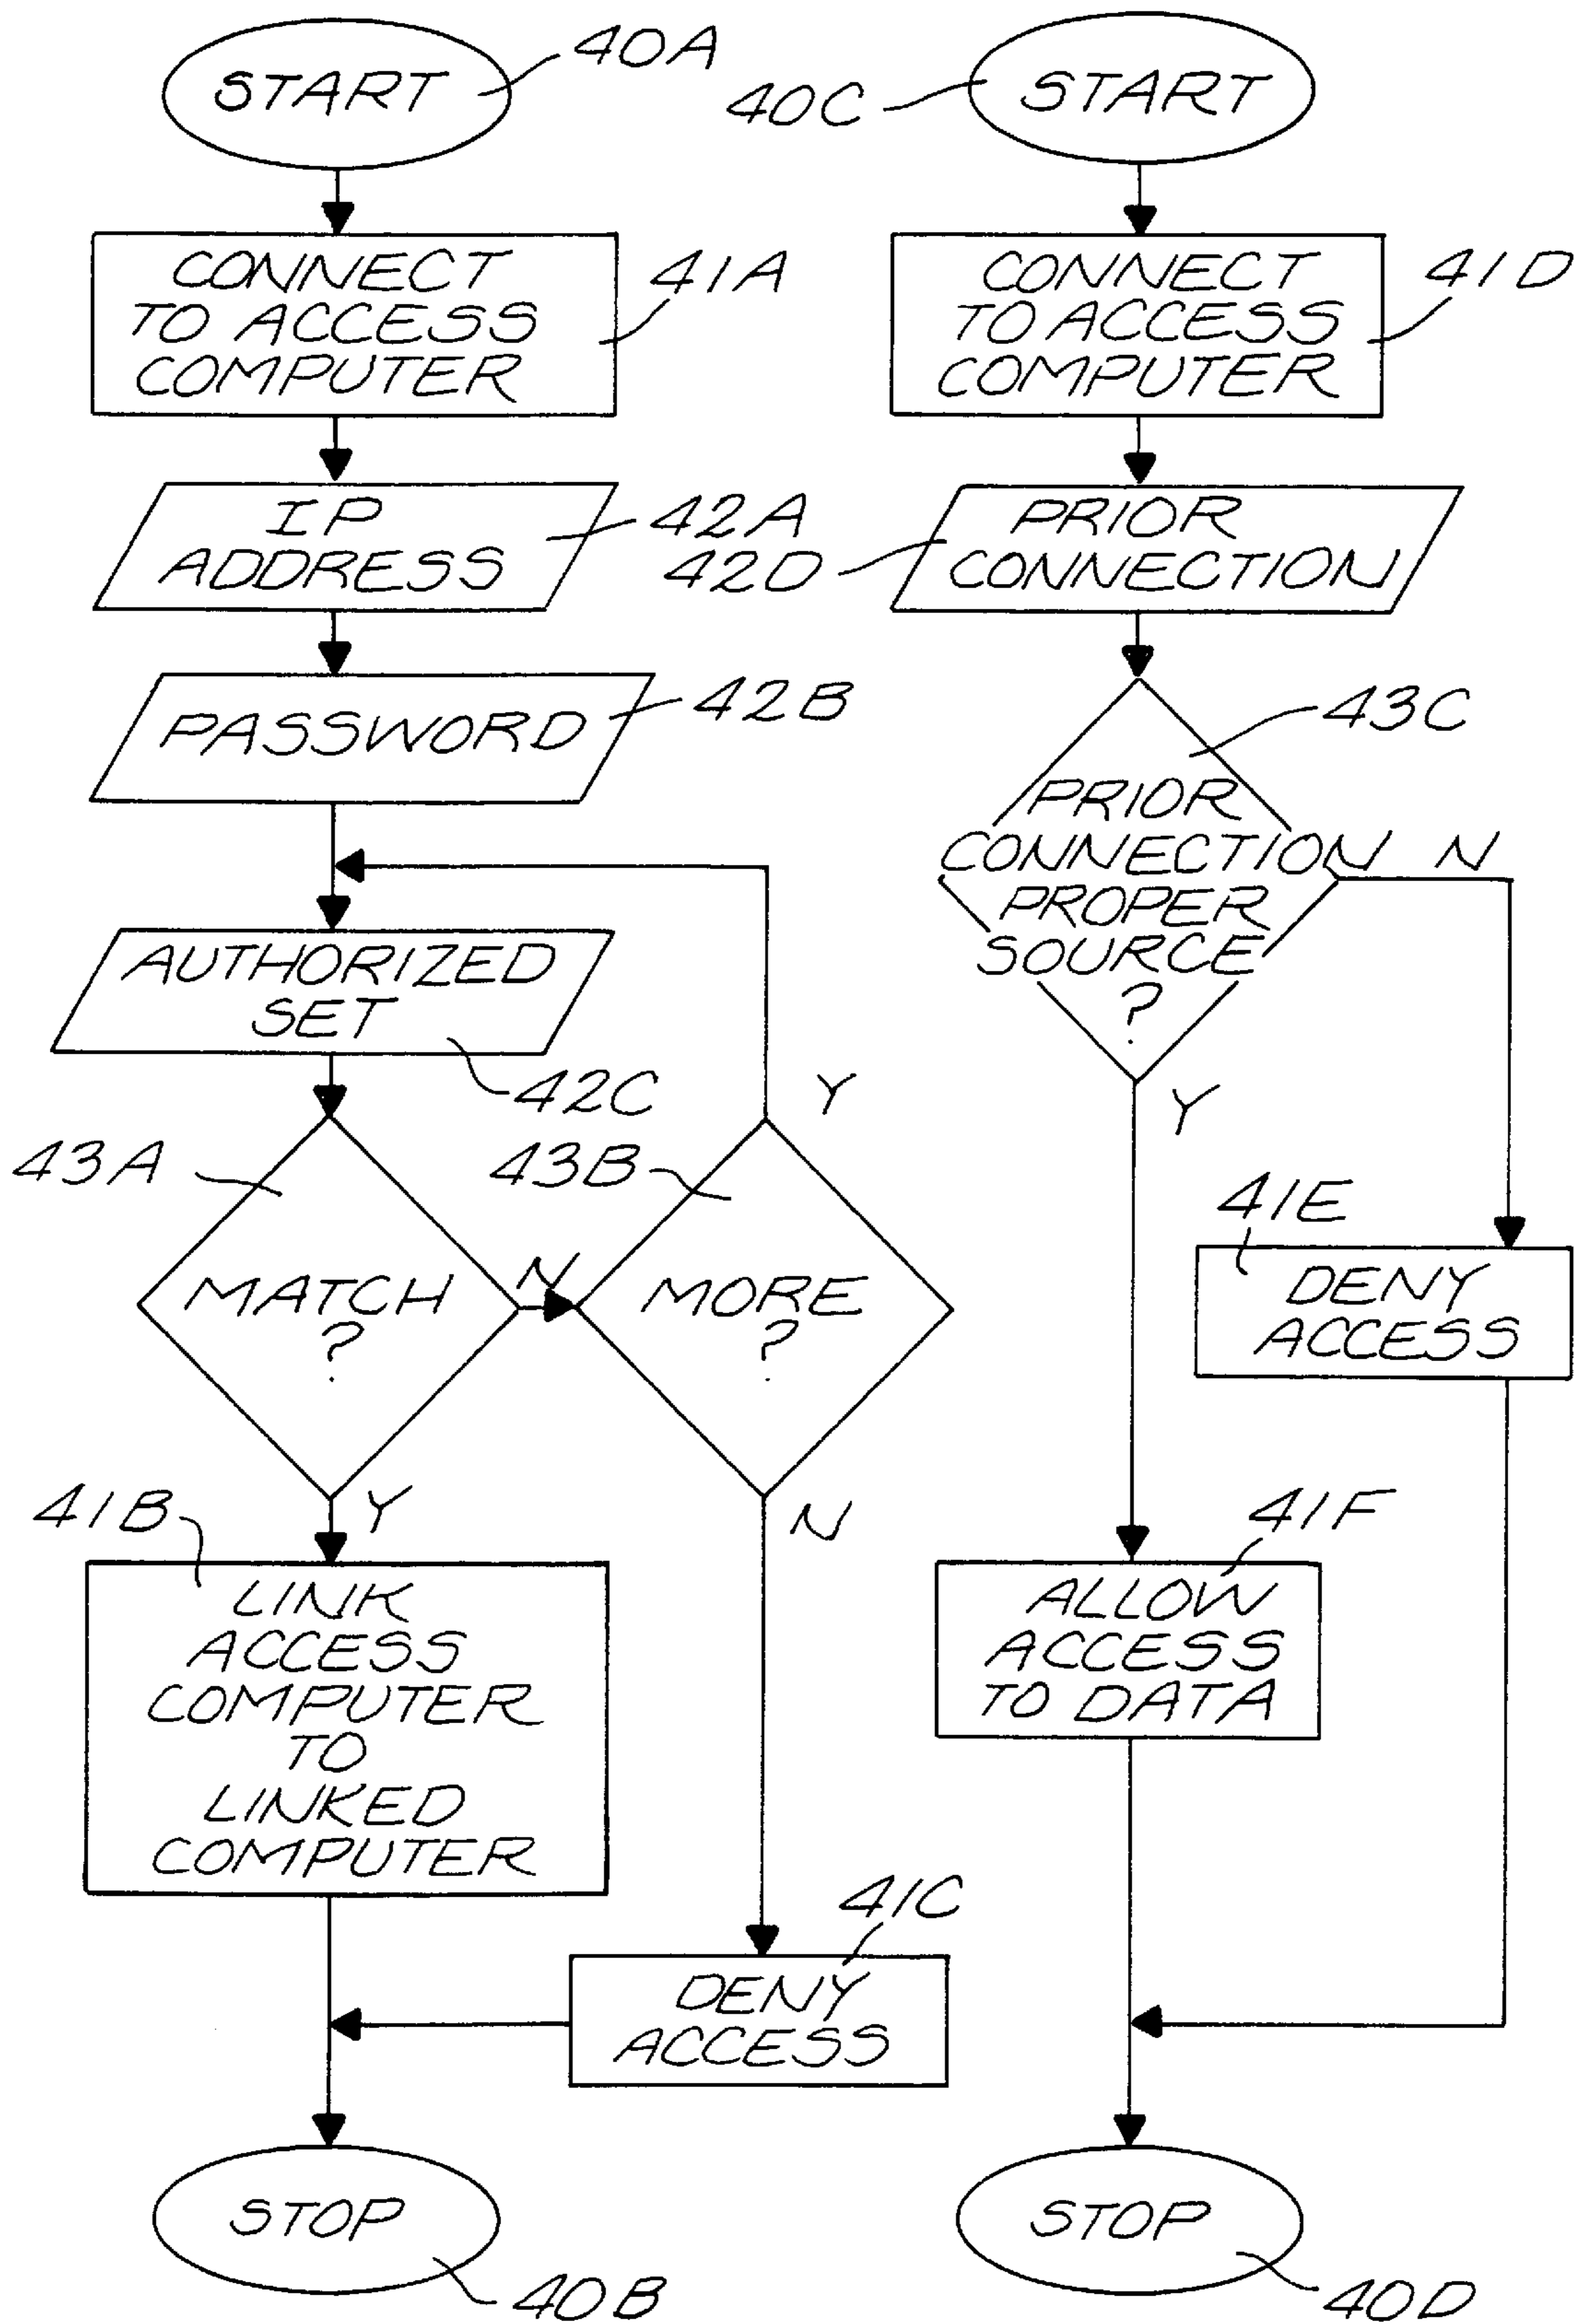 START
40A
CONNECT
TO ACCESS
COMPUTER
41A
IP
ADDRESS
42A
PASSWORD
42B
AUTHORIZED
SET
42C
43A
MATCH
?
N
Y
43B
MORE
?
Y
N
41B
LINK
ACCESS
COMPUTER
TO
LINKED
COMPUTER
41C
DENY
ACCESS
STOP
40B
40C
START
CONNECT
TO ACCESS
COMPUTER
41D
42D
PRIOR
CONNECTION
43C
PRIOR
CONNECTION
PROPER
SOURCE
?
N
Y
41E
DENY
ACCESS
41F
ALLOW
ACCESS
TO DATA
STOP
40D